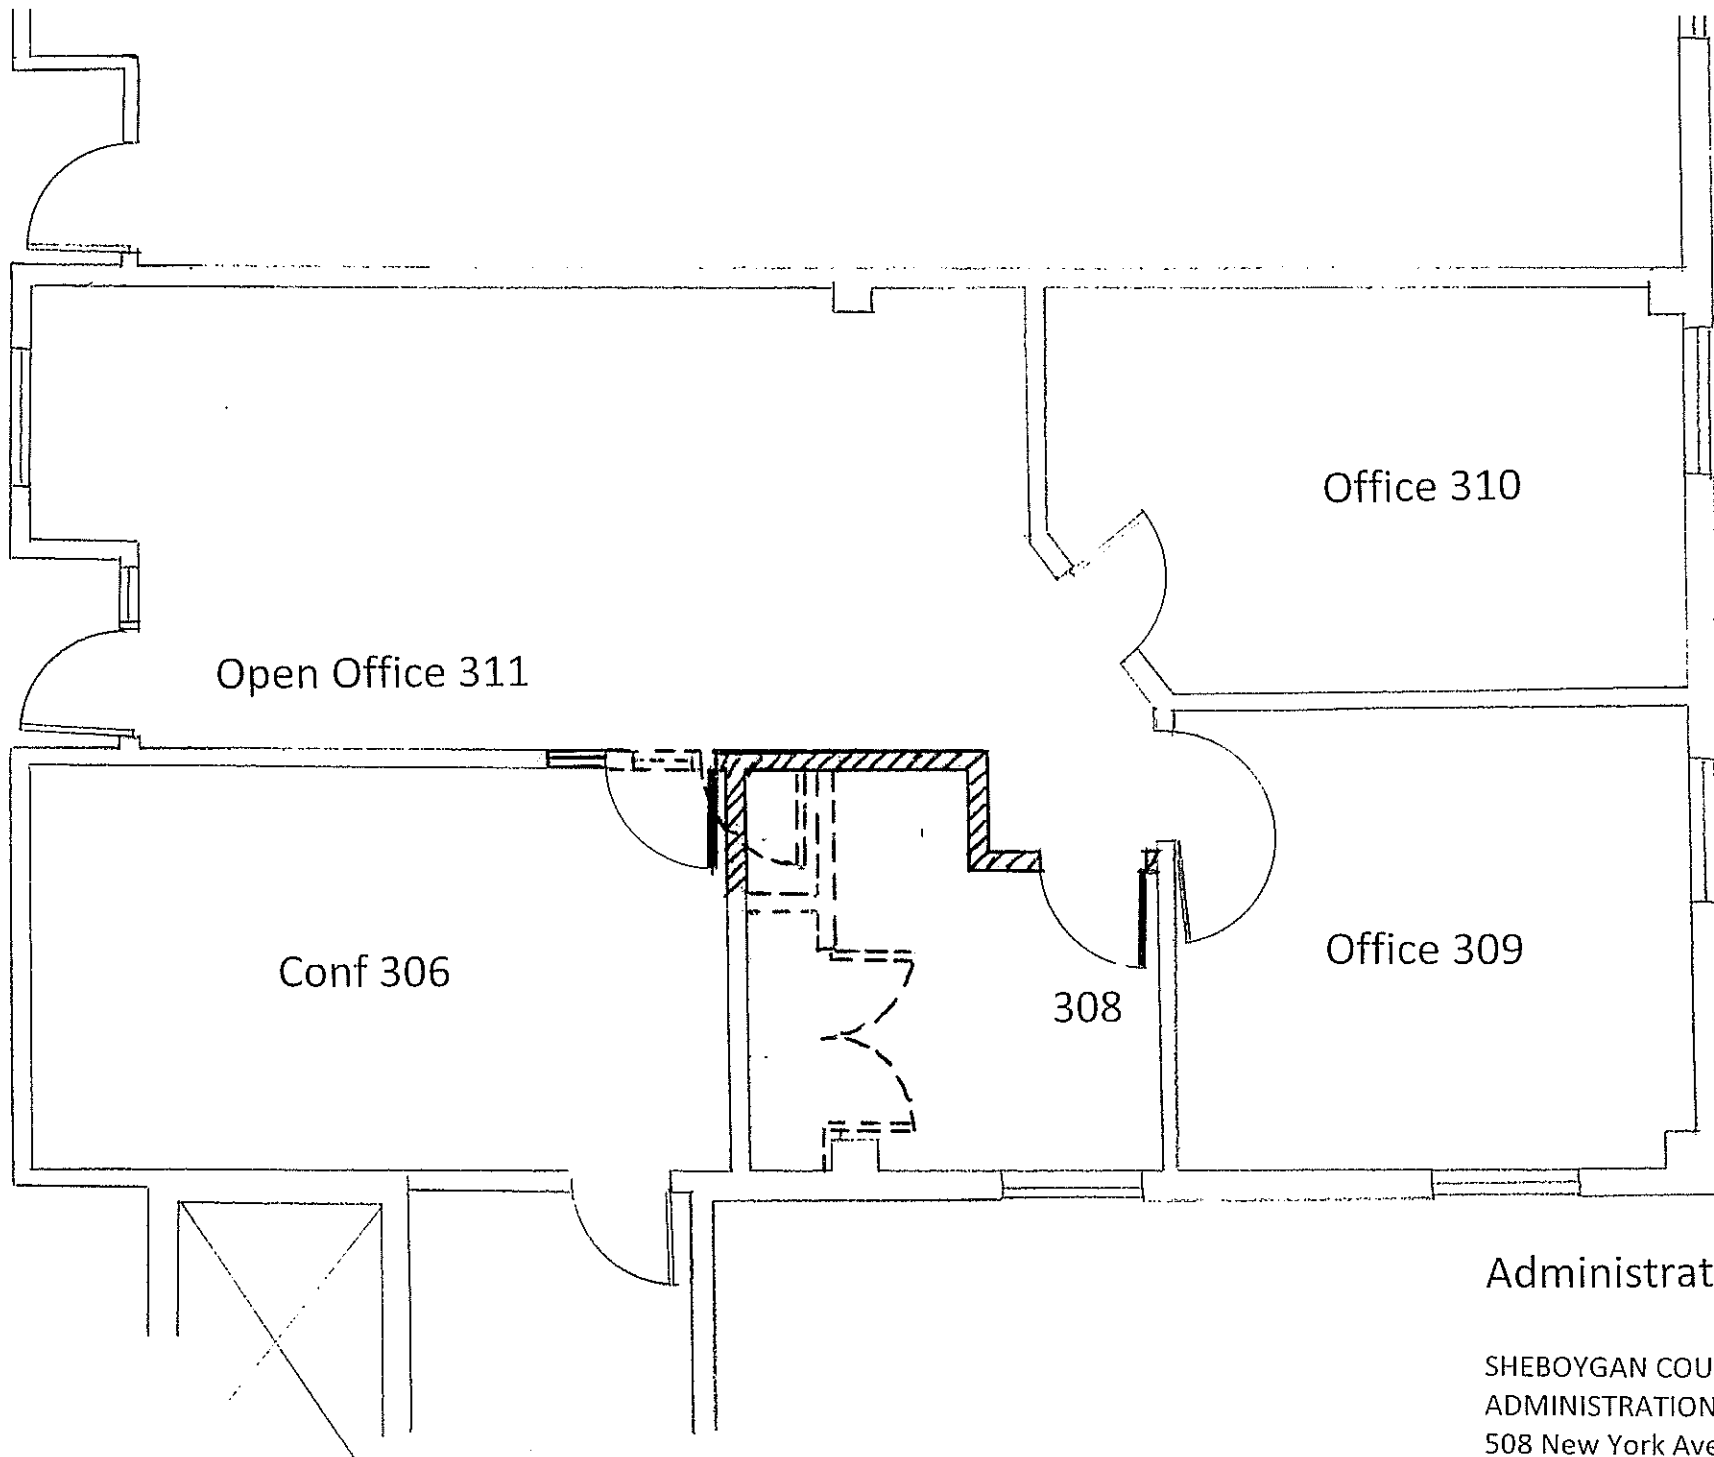 Office 310
Open Office 311
Office 309
Conf 306
308
Administrat
SHEBOYGAN COU
ADMINISTRATION
508 New York Ave